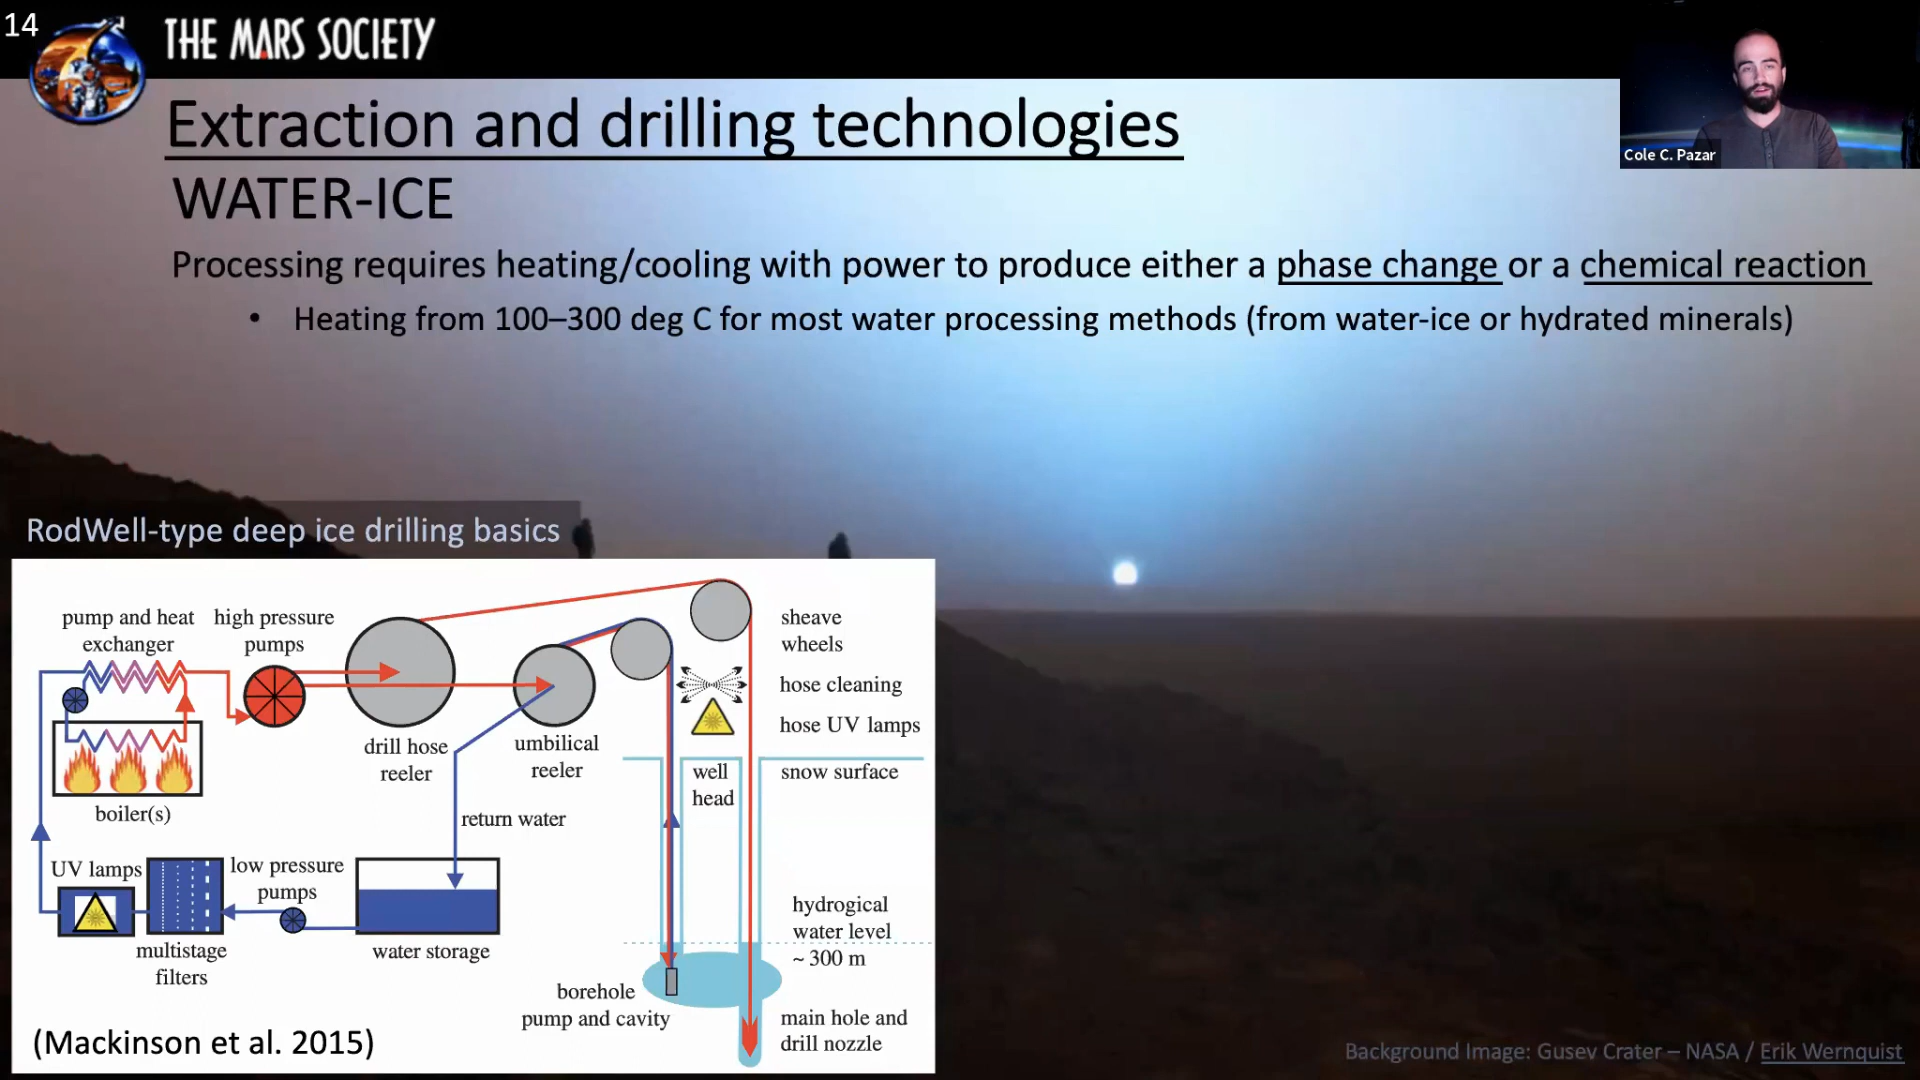 14
THE MARS SOCIETY
Cole C. Pazar
Extraction and drilling technologies
WATER-ICE
Processing requires heating/cooling with power to produce either a phase change or a chemical reaction
• Heating from 100–300 deg C for most water processing methods (from water-ice or hydrated minerals)
RodWell-type deep ice drilling basics
pump and heat
exchanger
high pressure
pumps
sheave
wheels
hose cleaning
hose UV lamps
drill hose
reeler
umbilical
reeler
well
head
snow surface
boiler(s)
return water
UV lamps
low pressure
pumps
multistage
filters
water storage
hydrogical
water level
~ 300 m
borehole
pump and cavity
main hole and
drill nozzle
(Mackinson et al. 2015)
Background Image: Gusev Crater – NASA / Erik Wernquist